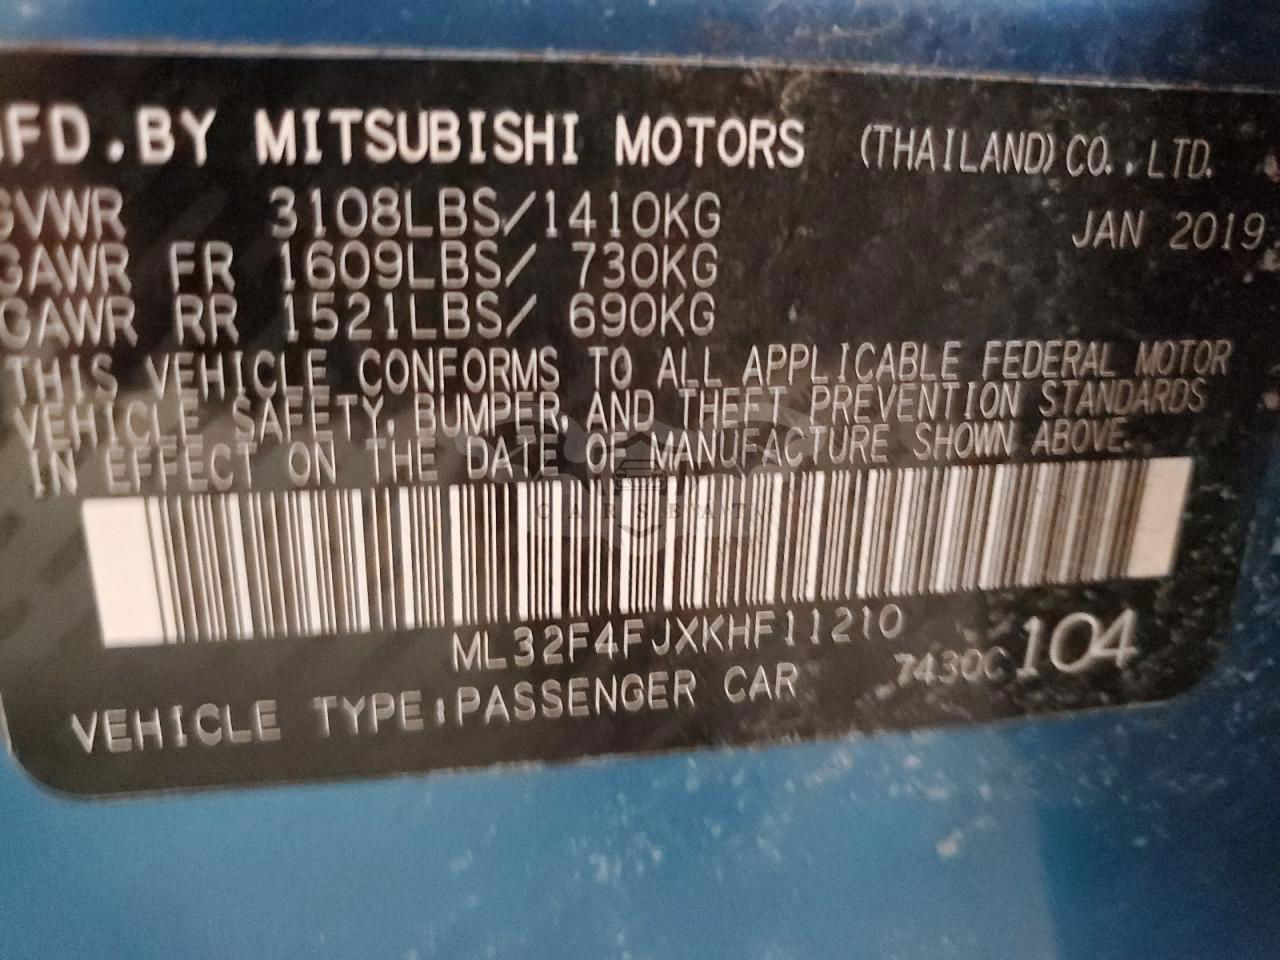 MFD.BY MITSUBISHI MOTORS (THAILAND) CO., LTD.
GVWR 3108LBS/1410KG JAN 2019
GAWR FR 1609LBS/ 730KG
GAWR RR 1521LBS/ 690KG
THIS VEHICLE CONFORMS TO ALL APPLICABLE FEDERAL MOTOR
VEHICLE SAFETY, BUMPER, AND THEFT PREVENTION STANDARDS
IN EFFECT ON THE DATE OF MANUFACTURE SHOWN ABOVE.
CARSBAT
ML32F4FJXKHF11210
7430C 104
VEHICLE TYPE:PASSENGER CAR